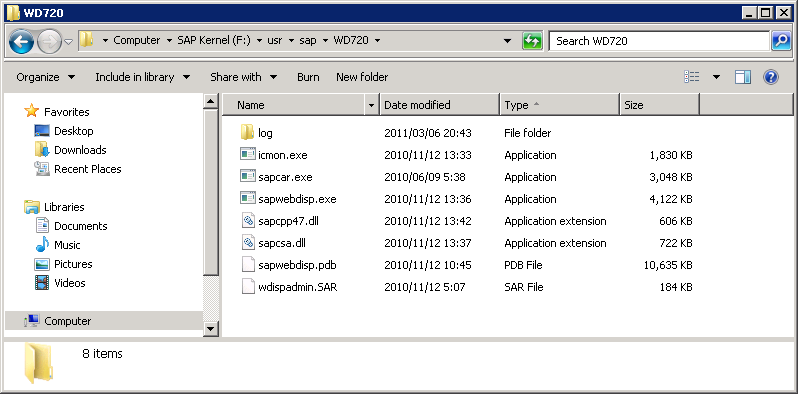 WD720
Computer SAP Kernel (F:) usr sap WD720
Search WD720
Organize Include in library Share with Burn New folder
Favorites
Desktop
Downloads
Recent Places
Libraries
Documents
Music
Pictures
Videos
Computer
Name Date modified Type Size
log 2011/03/06 20:43 File folder
icmon.exe 2010/11/12 13:33 Application 1,830 KB
sapcar.exe 2010/06/09 5:38 Application 3,048 KB
sapwebdisp.exe 2010/11/12 13:36 Application 4,122 KB
sapcpp47.dll 2010/11/12 13:42 Application extension 606 KB
sapcsa.dll 2010/11/12 13:37 Application extension 722 KB
sapwebdisp.pdb 2010/11/12 10:45 PDB File 10,635 KB
wdispadmin.SAR 2010/11/12 5:07 SAR File 184 KB
8 items